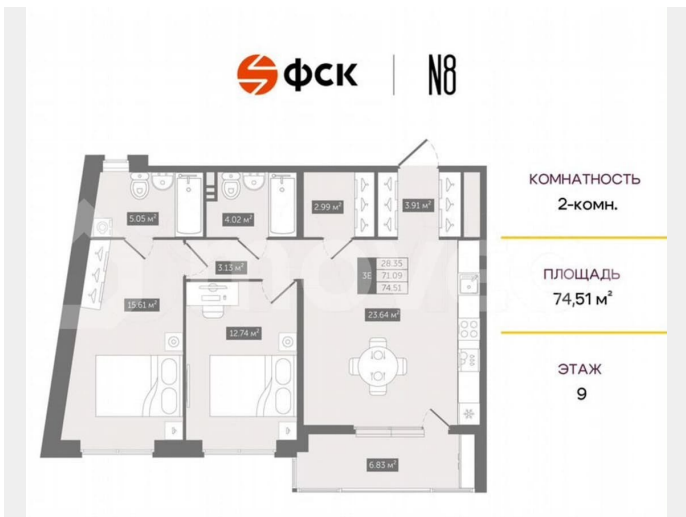 ФСК
N8
КОМНАТНОСТЬ
2-комн.
ПЛОЩАДЬ
74,51 м²
ЭТАЖ
9
5.05 м²
4.02 м²
2.99 м²
3.91 м²
3.13 м²
3Е
28.35
71.09
74.51
15.61 м²
12.74 м²
23.64 м²
6.83 м²